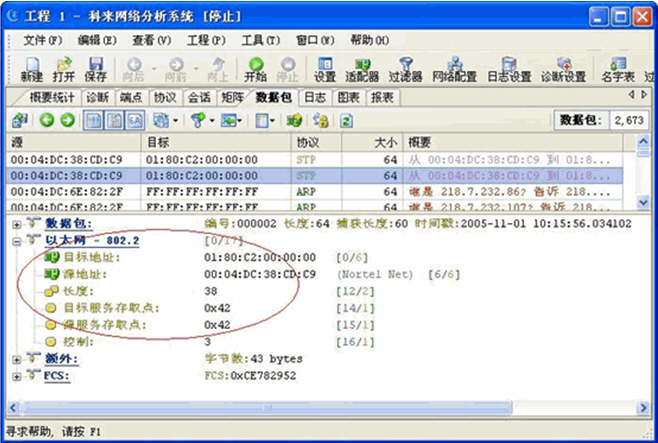 工程 1 - 科来网络分析系统 [停止]
文件(F) 编辑(E) 查看(V) 工程(P) 工具(T) 窗口(W) 帮助(H)
新建 打开 保存 向后 向前 向上 开始 停止 设置 适配器 过滤器 网络配置 日志设置 诊断设置 名字表
概要统计 诊断 端点 协议 会话 矩阵 数据包 日志 图表 报表
数据包: 2,673
源 目标 协议 大小 概要
00:04:DC:38:CD:C9 01:80:C2:00:00:00 STP 64 从 00:04:DC:38:CD:C9 到 01:8...
00:04:DC:38:CD:C9 01:80:C2:00:00:00 STP 64 从 00:04:DC:38:CD:C9 到 01:8...
00:04:DC:6E:82:2F FF:FF:FF:FF:FF:FF ARP 64 谁是 218.7.232.86? 告诉 218....
00:04:DC:6E:82:2F FF:FF:FF:FF:FF:FF ARP 64 谁是 218.7.232.107? 告诉 218...
数据包: 编号:000002 长度:64 捕获长度:60 时间戳:2005-11-01 10:15:56.034102
以太网 - 802.2 [0/17]
目标地址: 01:80:C2:00:00:00 [0/6]
源地址: 00:04:DC:38:CD:C9 (Nortel Net) [6/6]
长度: 38 [12/2]
目标服务存取点: 0x42 [14/1]
源服务存取点: 0x42 [15/1]
控制: 3 [16/1]
额外: 字节数:43 bytes
FCS: FCS:0xCE782952
寻求帮助, 请按 F1